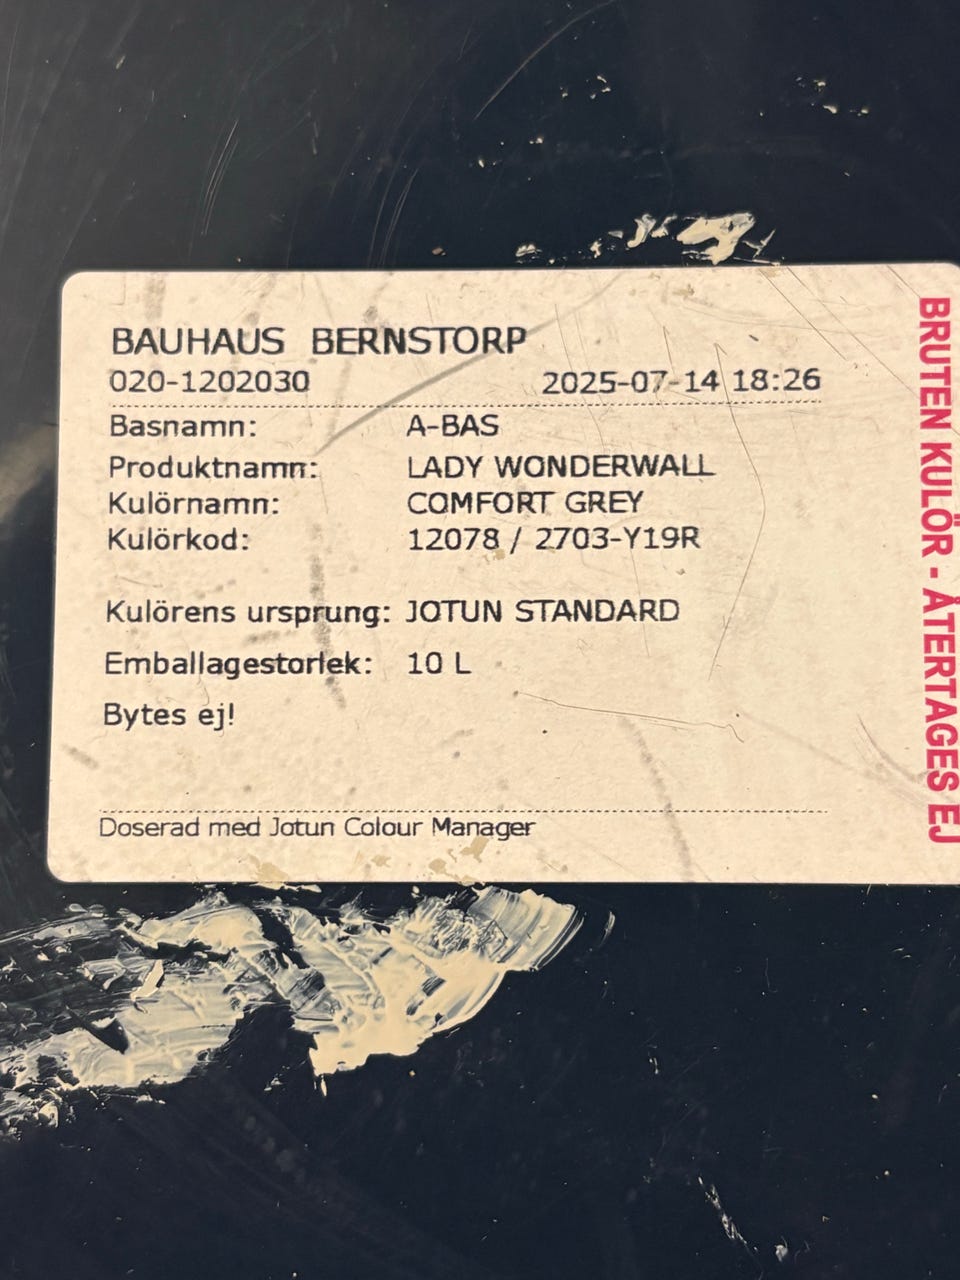 BAUHAUS BERNSTORP
020-1202030 2025-07-14 18:26
Basnamn: A-BAS
Produktnamn: LADY WONDERWALL
Kulörnamn: COMFORT GREY
Kulörkod: 12078 / 2703-Y19R
Kulörens ursprung: JOTUN STANDARD
Emballagestorlek: 10 L
Bytes ej!
Doserad med Jotun Colour Manager
BRUTEN KULÖR - ÅTERTAGES EJ